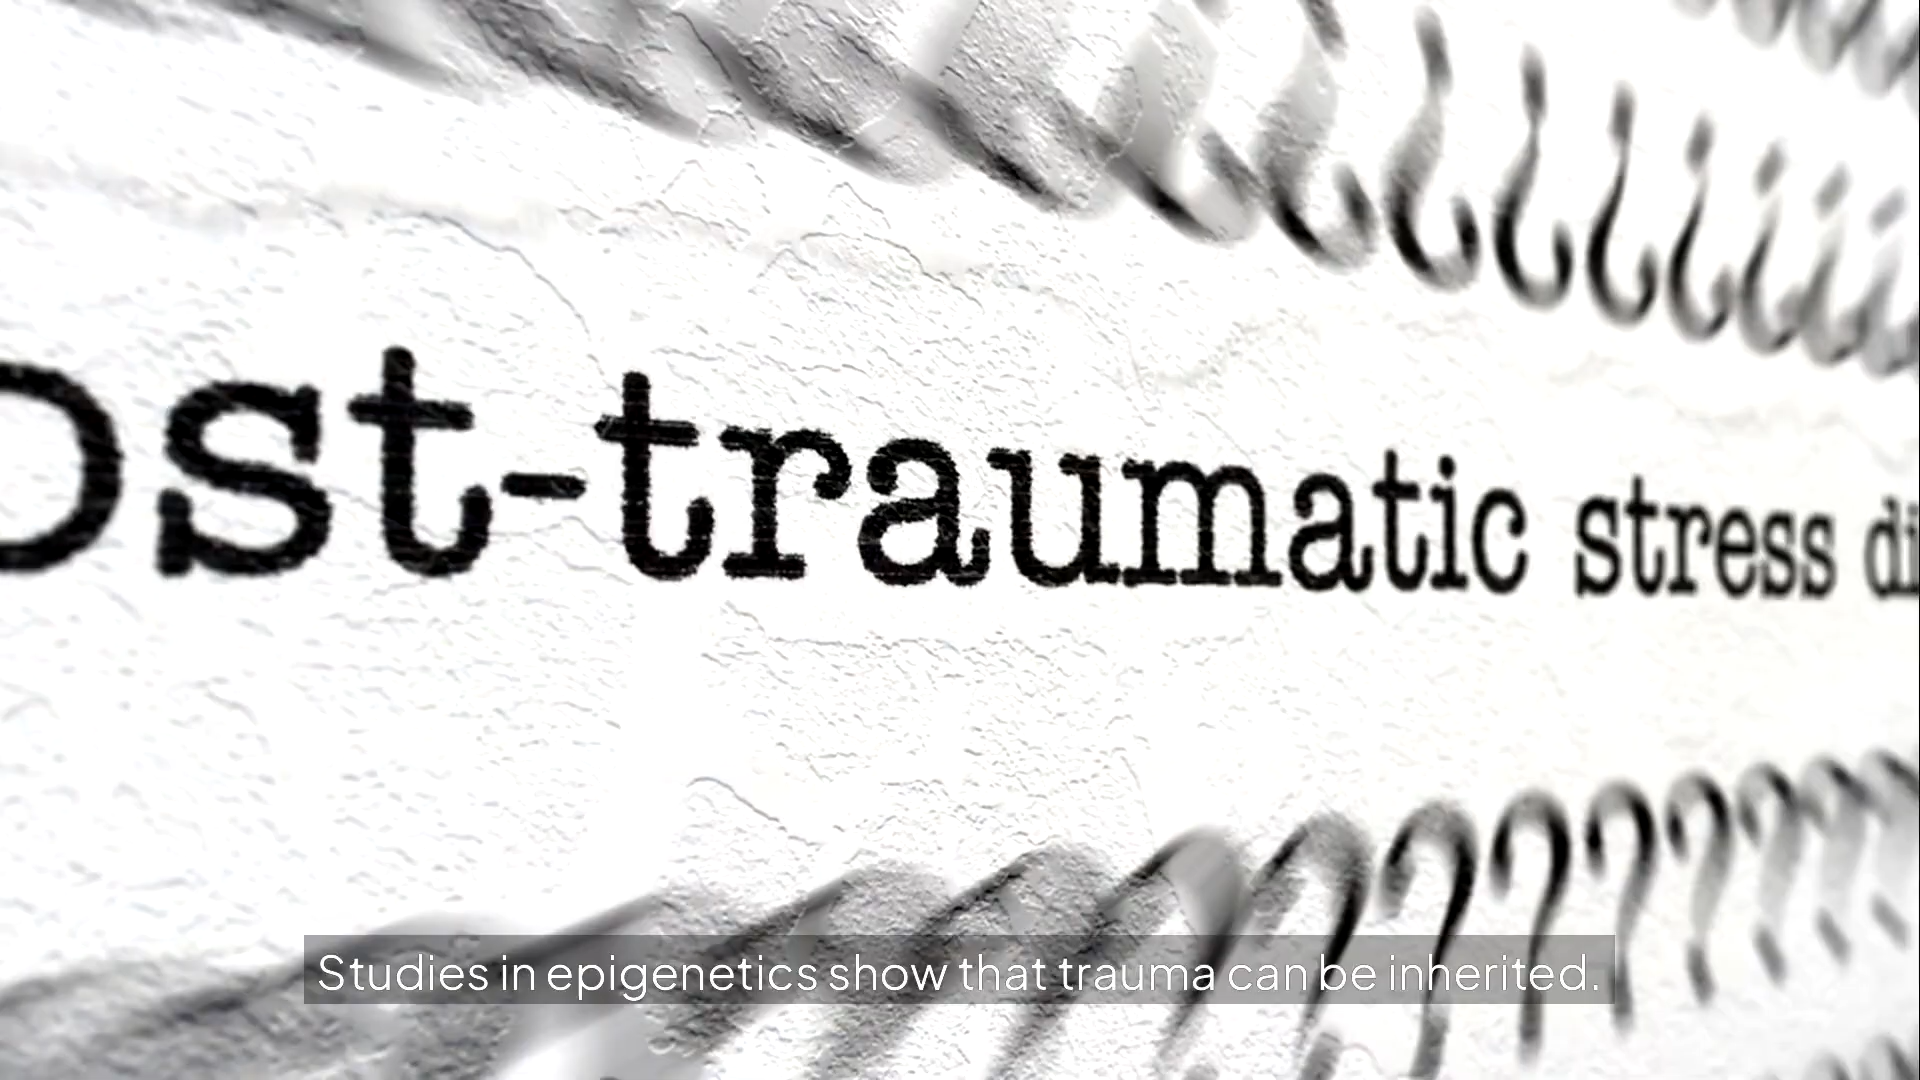 ost-traumatic stress di
Studies in epigenetics show that trauma can be inherited.